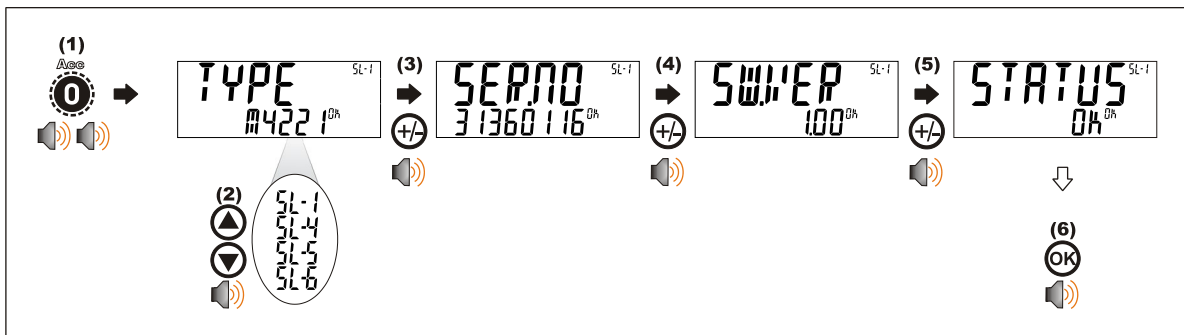 (1)
Acc
0
TYPE SL-1
M4221 OK
(2)
SL-1
SL-4
SL-5
SL-6
(3)
+/-
SER.NO SL-1
31360116 OK
(4)
+/-
SW.VER SL-1
1.00 OK
(5)
+/-
STATUS SL-1
OK OK
(6)
OK